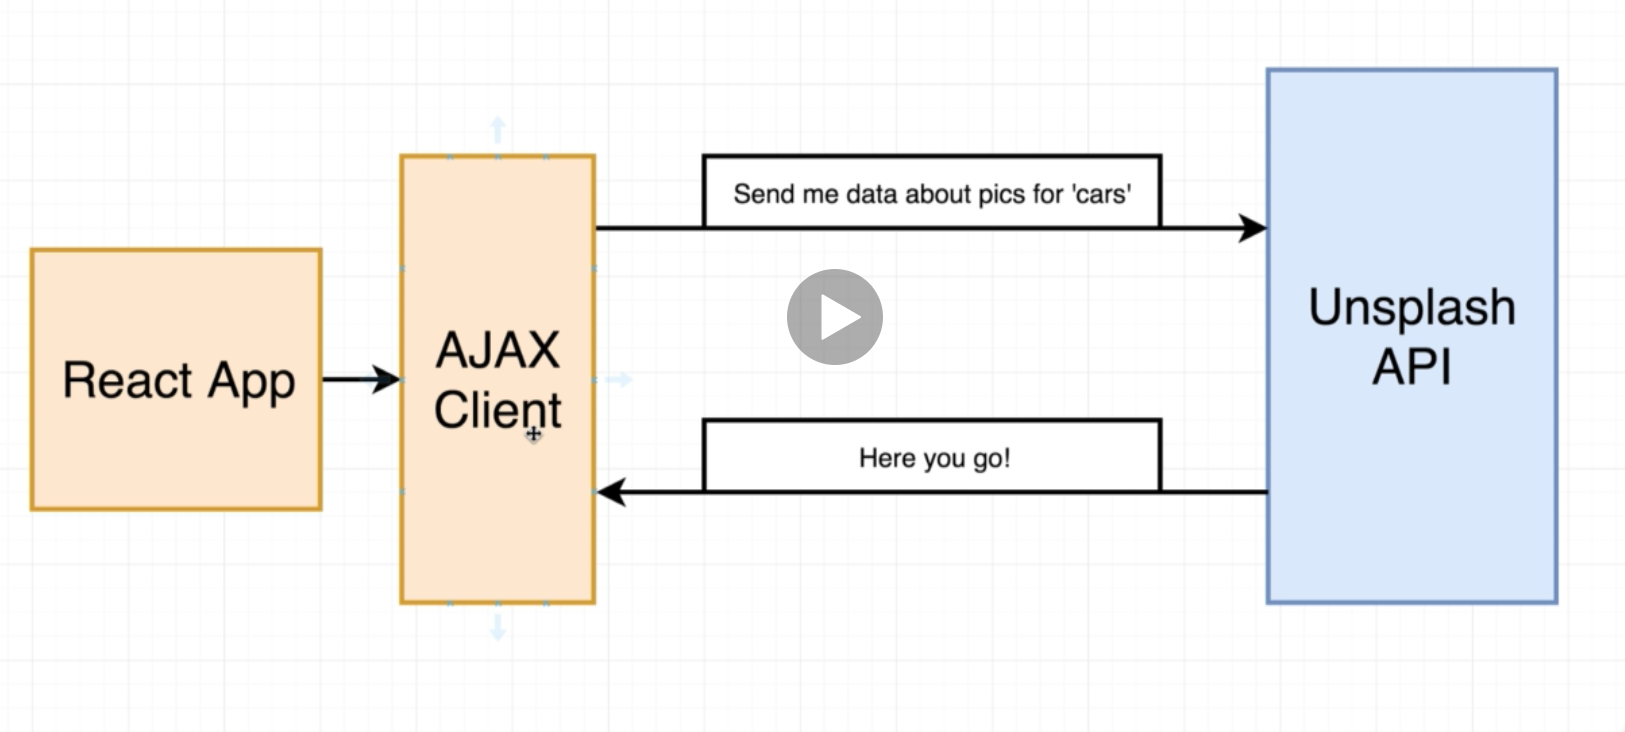 Send me data about pics for 'cars'
React App
AJAX
Client
Unsplash
API
Here you go!